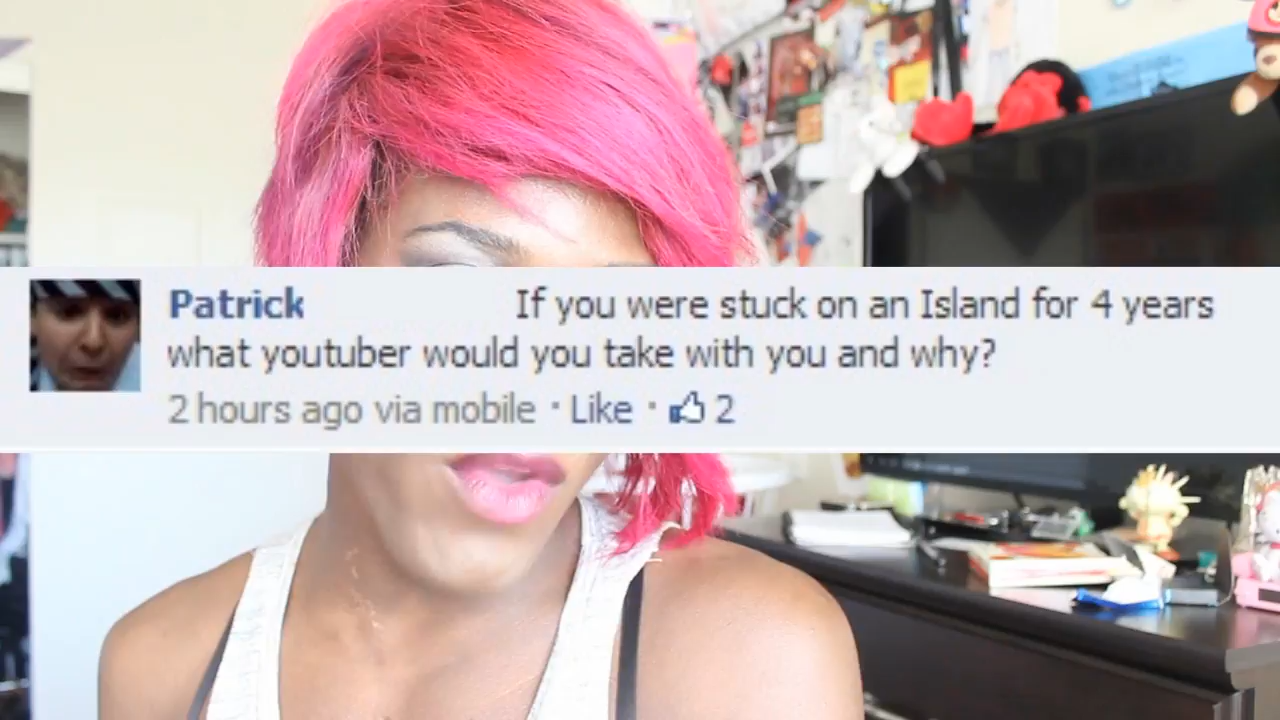 Patrick If you were stuck on an Island for 4 years
what youtuber would you take with you and why?
2 hours ago via mobile · Like · 2